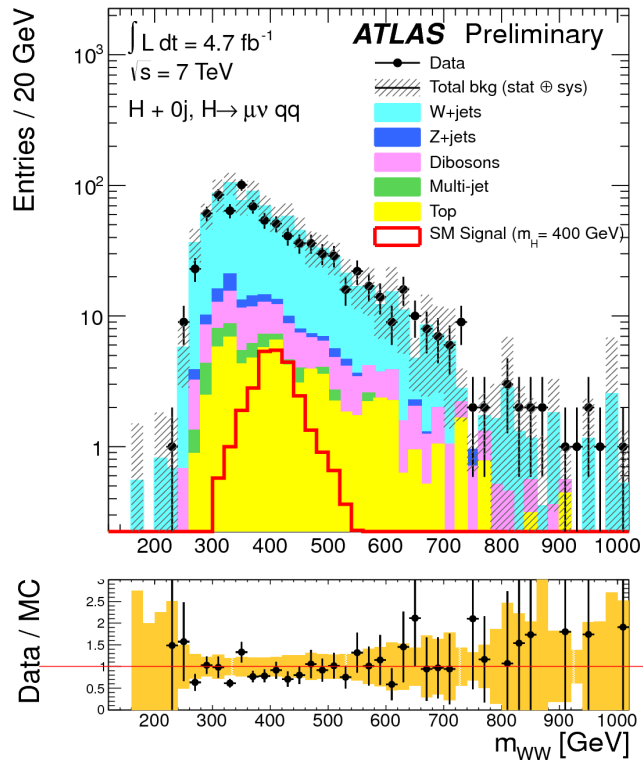 ATLAS Preliminary
∫ L dt = 4.7 fb⁻¹
√s = 7 TeV
H + 0j, H→ μν qq
Data
Total bkg (stat ⊕ sys)
W+jets
Z+jets
Dibosons
Multi-jet
Top
SM Signal (m_H = 400 GeV)
Entries / 20 GeV
10³
10²
10
1
200 300 400 500 600 700 800 900 1000
Data / MC
3
2.5
2
1.5
1
0.5
0
200 300 400 500 600 700 800 900 1000
m_WW [GeV]